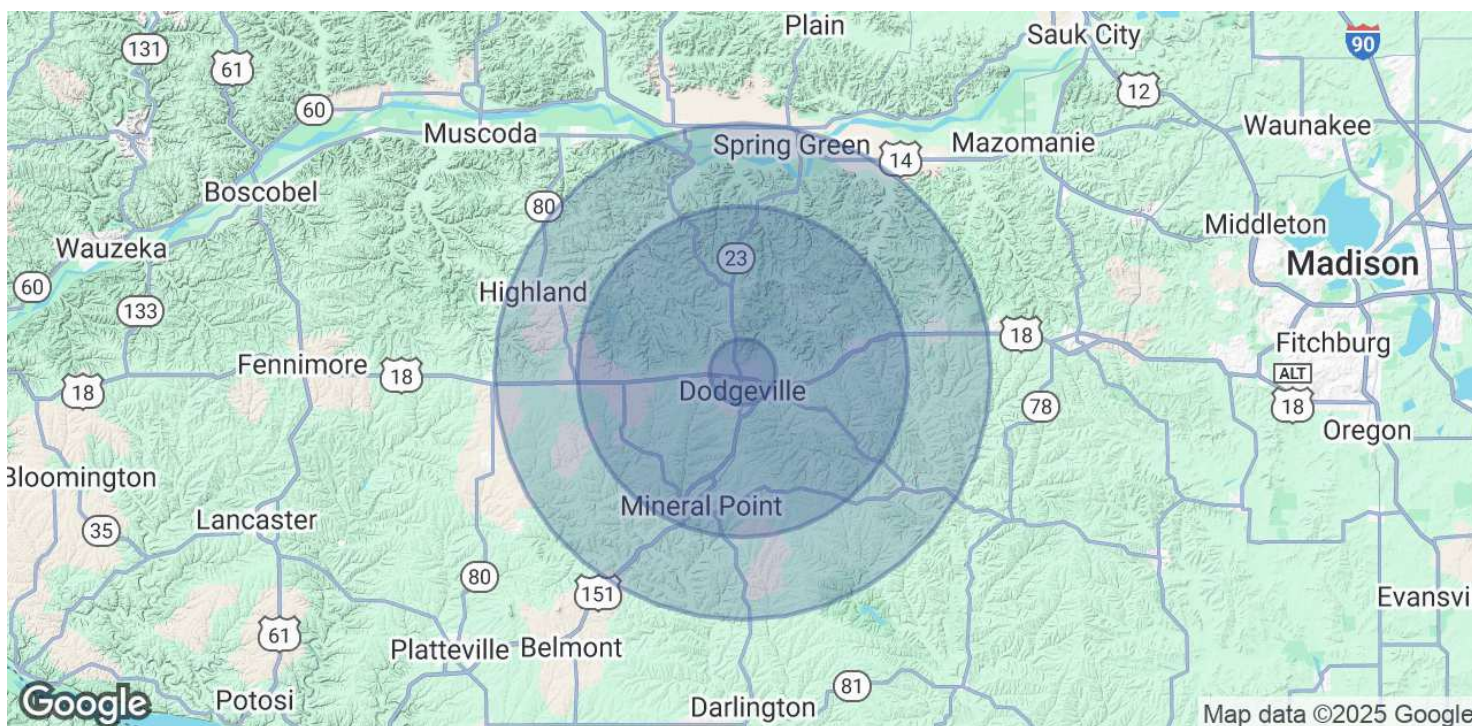 Plain
Sauk City
131
61
90
60
12
Muscoda
Spring Green
Mazomanie
Waunakee
14
Boscobel
80
Middleton
Wauzeka
23
Madison
60
Highland
133
18
Fitchburg
Fennimore
18
ALT
18
Dodgeville
18
78
Oregon
Bloomington
Mineral Point
35
Lancaster
80
151
Evansvi
61
Platteville
Belmont
81
Google
Potosi
Darlington
Map data ©2025 Google